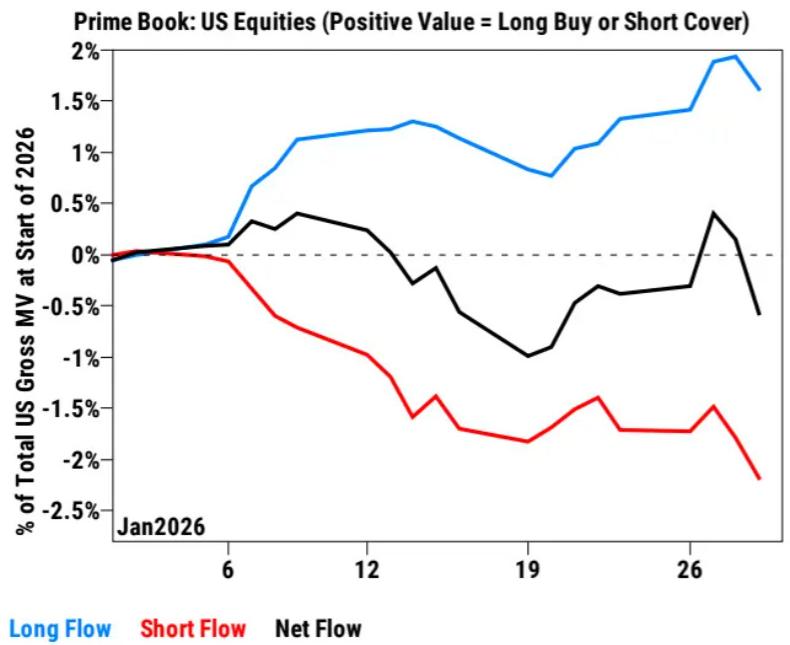 Prime Book: US Equities (Positive Value = Long Buy or Short Cover)
% of Total US Gross MV at Start of 2026
2%
1.5%
1%
0.5%
0%
-0.5%
-1%
-1.5%
-2%
-2.5%
Jan2026
6 12 19 26
Long Flow Short Flow Net Flow